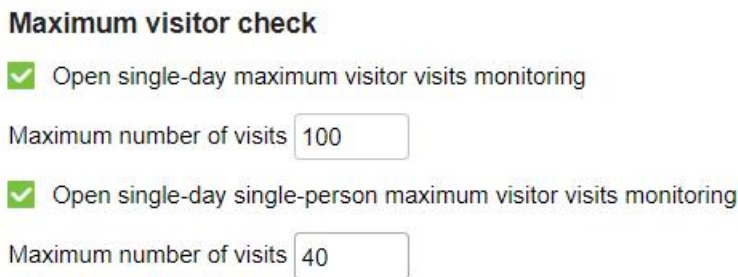 Maximum visitor check
Open single-day maximum visitor visits monitoring
Maximum number of visits 100
Open single-day single-person maximum visitor visits monitoring
Maximum number of visits 40